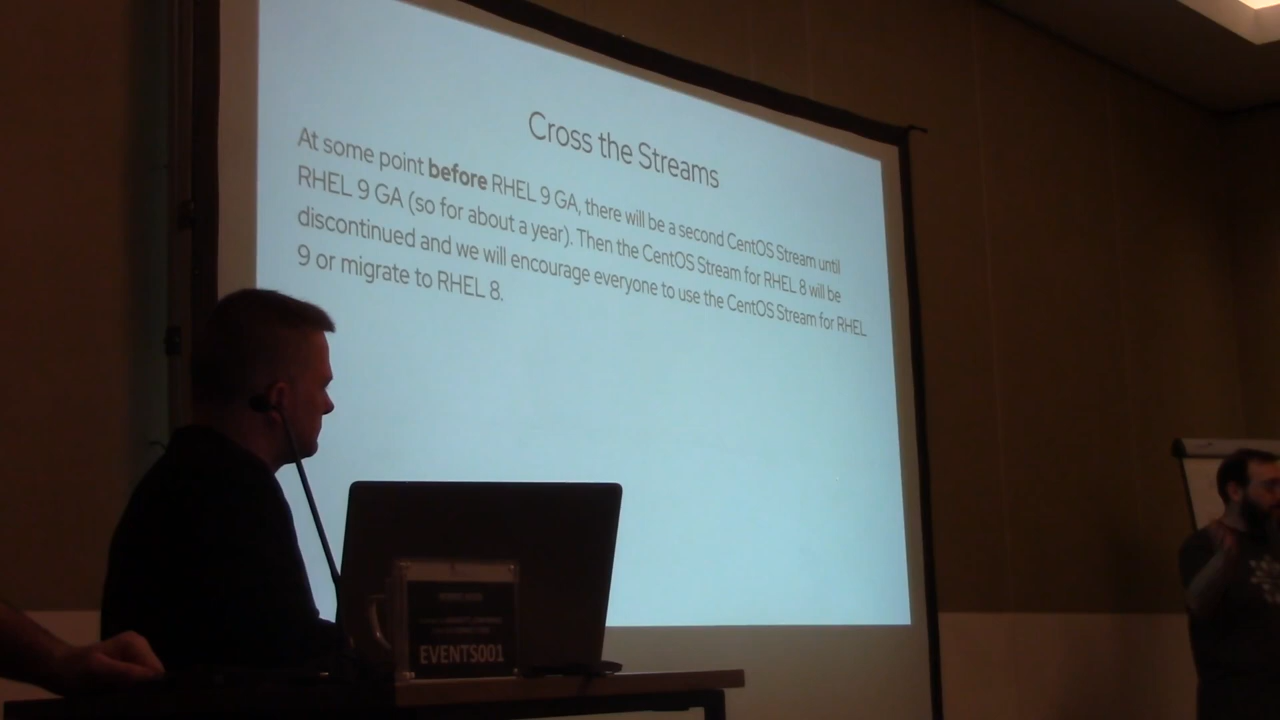 Cross the Streams
At some point before RHEL 9 GA, there will be a second CentOS Stream until
RHEL 9 GA (so for about a year). Then the CentOS Stream for RHEL 8 will be
discontinued and we will encourage everyone to use the CentOS Stream for RHEL
9 or migrate to RHEL 8.
EVENTS001